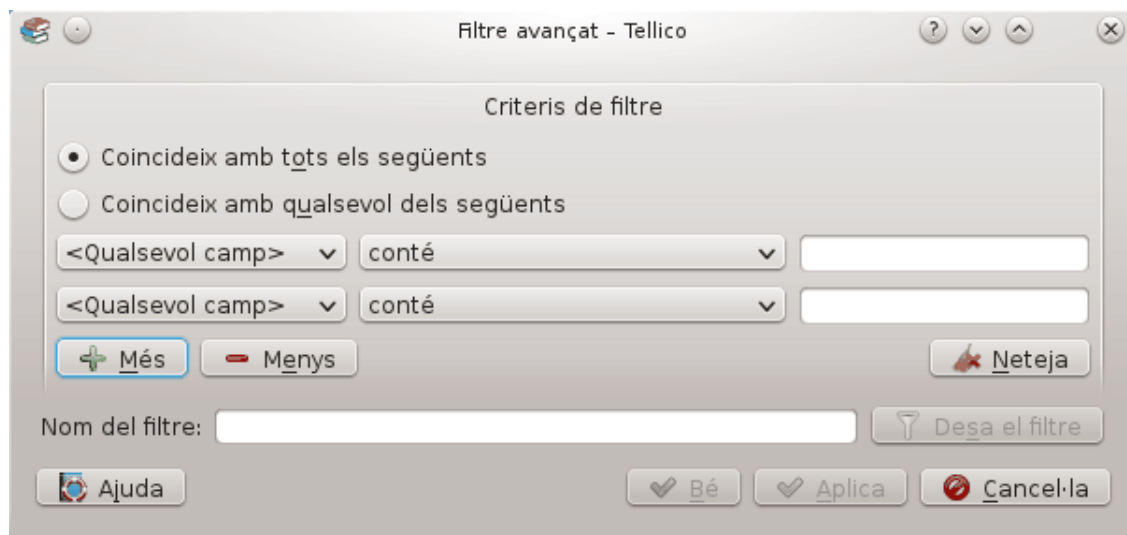 Filtre avançat – Tellico
Criteris de filtre
Coincideix amb tots els següents
Coincideix amb qualsevol dels següents
<Qualsevol camp> conté
<Qualsevol camp> conté
Més Menys Neteja
Nom del filtre: Desa el filtre
Ajuda Bé Aplica Cancel·la